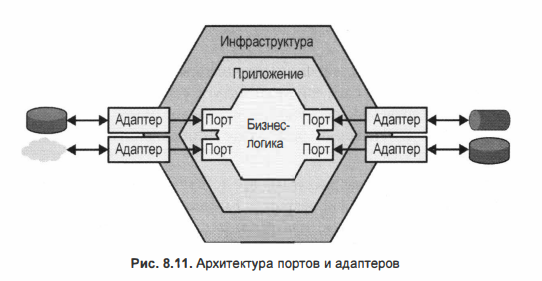 Инфраструктура
Приложение
Адаптер
Порт
Порт
Адаптер
Бизнес-
логика
Адаптер
Порт
Порт
Адаптер
Рис. 8.11. Архитектура портов и адаптеров